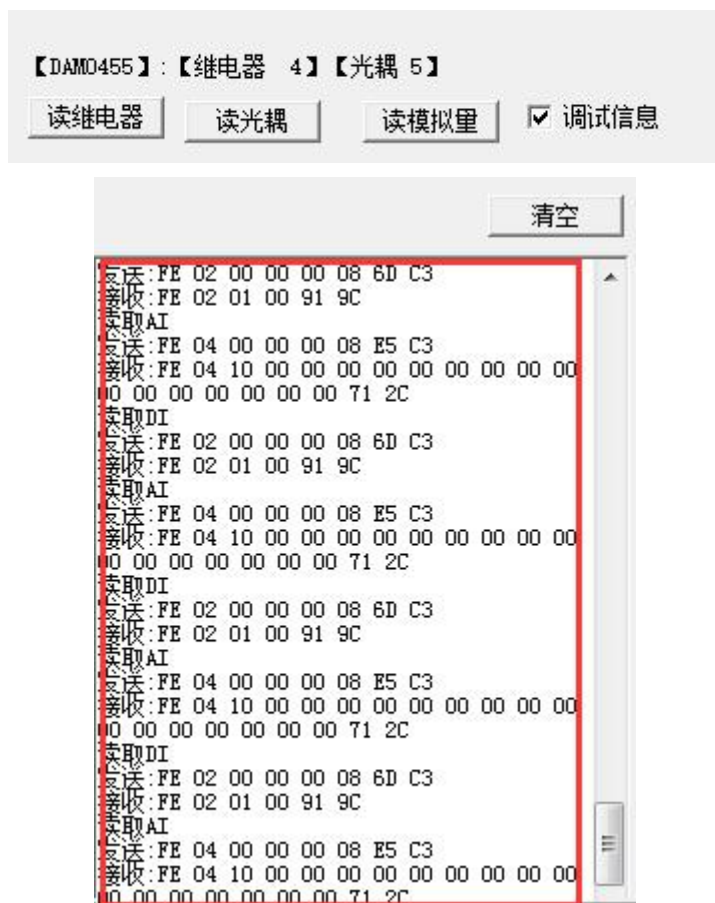 【DAM0455】:【继电器 4】【光耦 5】
读继电器 读光耦 读模拟量 调试信息
清空
发送:FE 02 00 00 00 08 6D C3
接收:FE 02 01 00 91 9C
读取AI
发送:FE 04 00 00 00 08 E5 C3
接收:FE 04 10 00 00 00 00 00 00 00 00 00
00 00 00 00 00 00 00 71 2C
读取DI
发送:FE 02 00 00 00 08 6D C3
接收:FE 02 01 00 91 9C
读取AI
发送:FE 04 00 00 00 08 E5 C3
接收:FE 04 10 00 00 00 00 00 00 00 00 00
00 00 00 00 00 00 00 71 2C
读取DI
发送:FE 02 00 00 00 08 6D C3
接收:FE 02 01 00 91 9C
读取AI
发送:FE 04 00 00 00 08 E5 C3
接收:FE 04 10 00 00 00 00 00 00 00 00 00
00 00 00 00 00 00 00 71 2C
读取DI
发送:FE 02 00 00 00 08 6D C3
接收:FE 02 01 00 91 9C
读取AI
发送:FE 04 00 00 00 08 E5 C3
接收:FE 04 10 00 00 00 00 00 00 00 00 00
00 00 00 00 00 00 00 71 2C